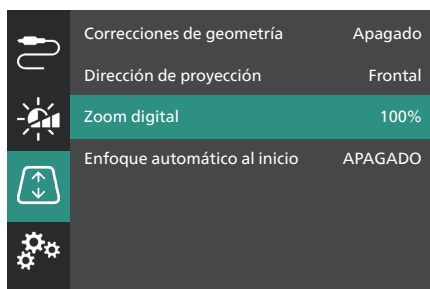 Correcciones de geometría Apagado
Dirección de proyección Frontal
Zoom digital 100%
Enfoque automático al inicio APAGADO